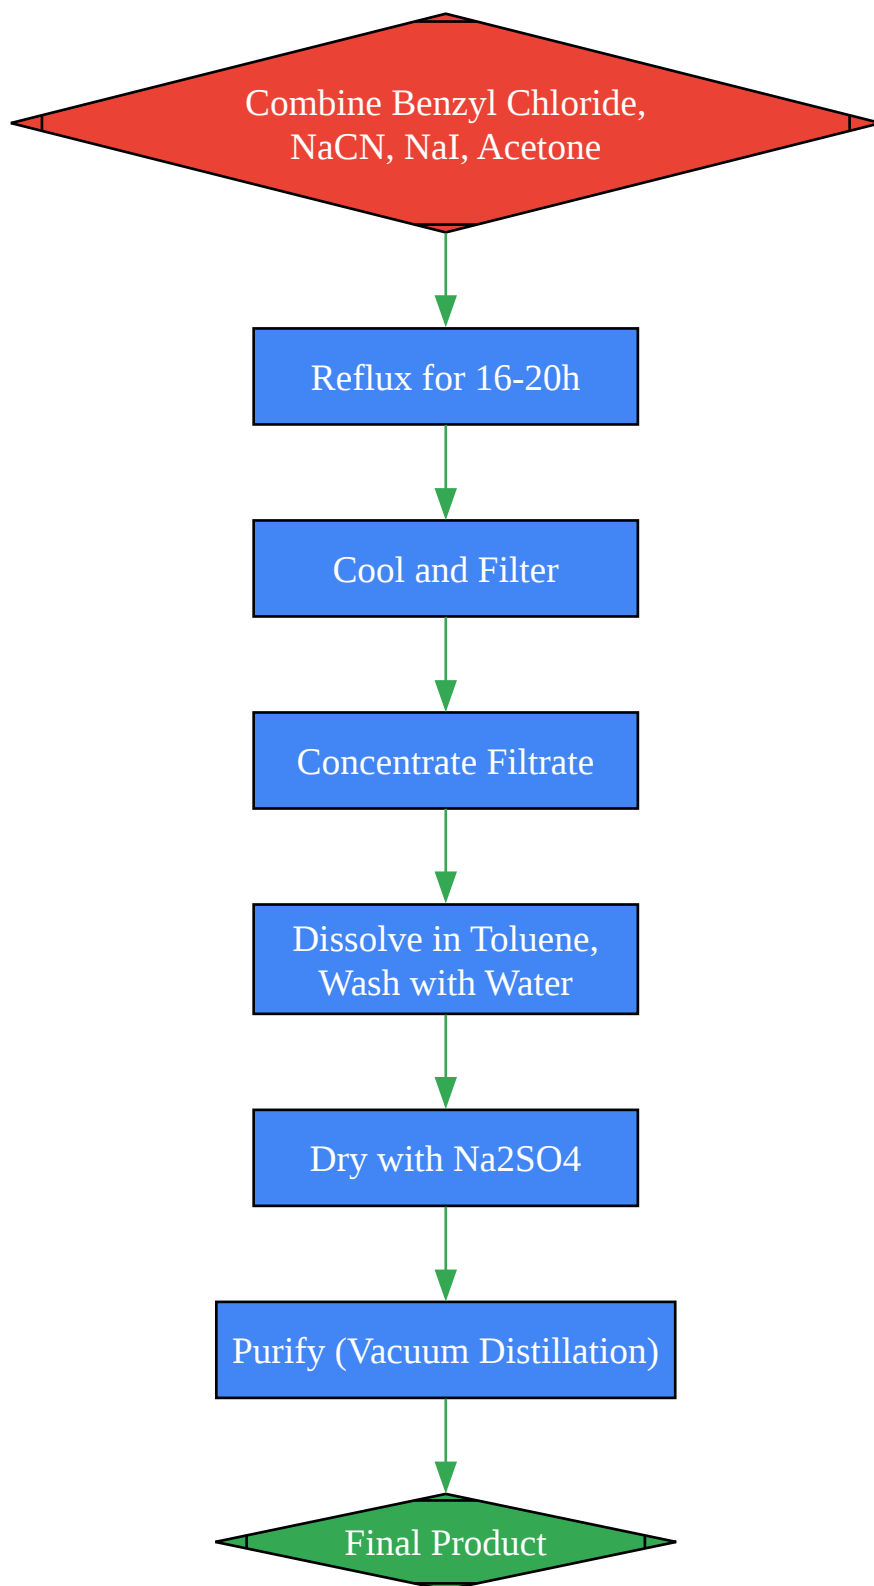 Combine Benzyl Chloride,
NaCN, NaI, Acetone
Reflux for 16-20h
Cool and Filter
Concentrate Filtrate
Dissolve in Toluene,
Wash with Water
Dry with Na2SO4
Purify (Vacuum Distillation)
Final Product